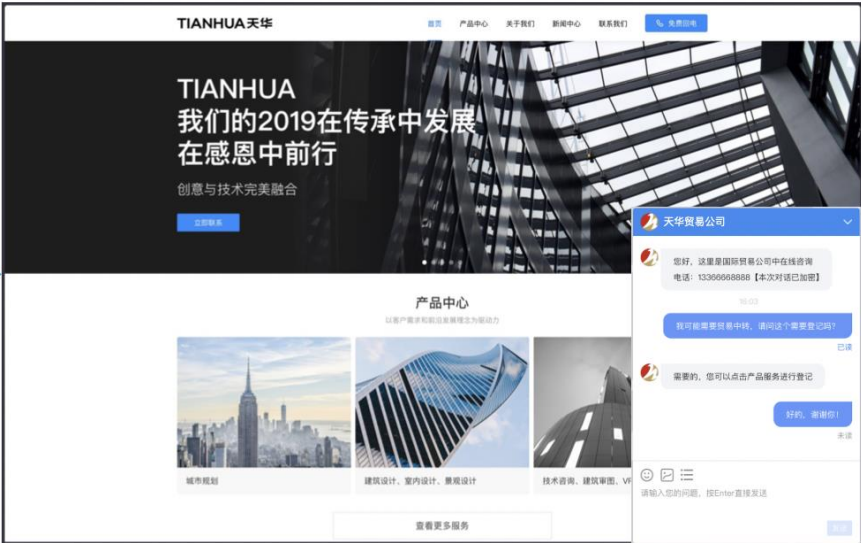 TIANHUA天华
首页 产品中心 关于我们 新闻中心 联系我们 免费回电
TIANHUA
我们的2019在传承中发展
在感恩中前行
创意与技术完美融合
立即联系
产品中心
以客户需求和前沿发展理念为驱动力
城市规划
建筑设计、室内设计、景观设计
技术咨询、建筑审图、VR
查看更多服务
天华贸易公司
您好，这里是国际贸易公司中在线咨询
电话：13366668888【本次对话已加密】
16:03
我可能需要贸易中转，请问这个需要登记吗？
已读
需要的，您可以点击产品服务进行登记
好的，谢谢你！
未读
请输入您的问题，按Enter直接发送
发送